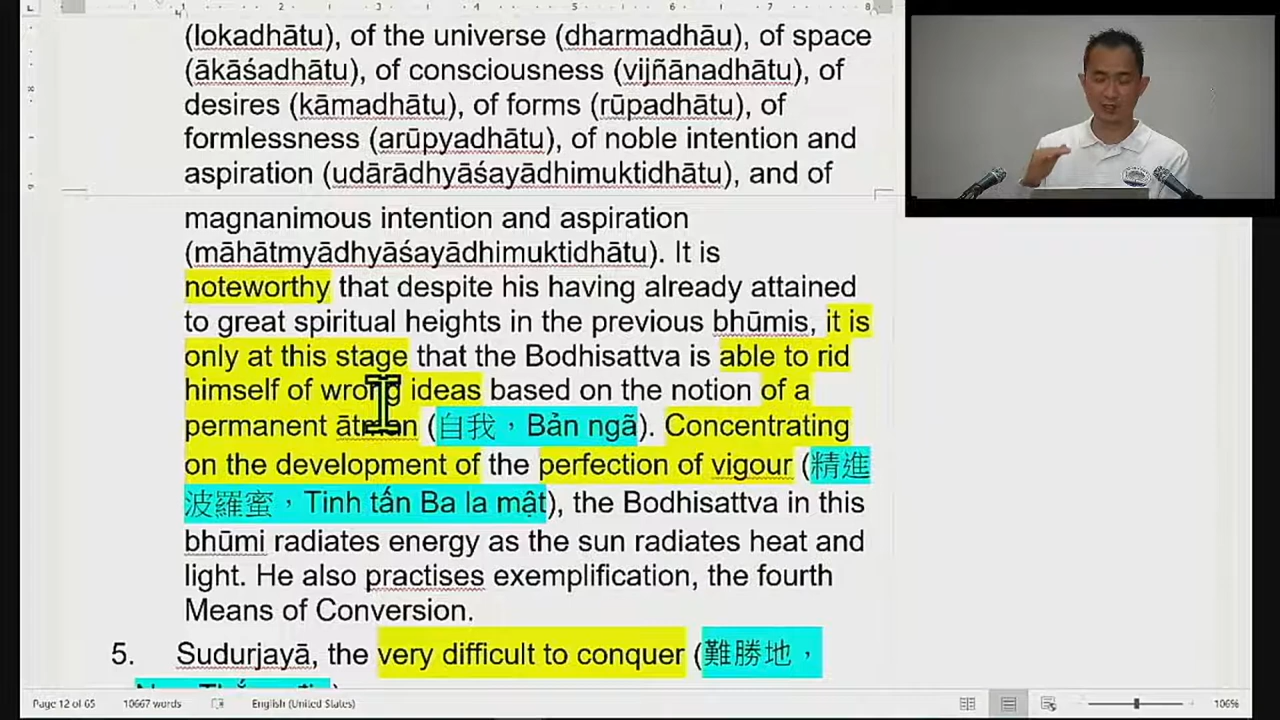 (lokadhātu), of the universe (dharmadhāu), of space
(ākāśadhātu), of consciousness (vijñānadhātu), of
desires (kāmadhātu), of forms (rūpadhātu), of
formlessness (arūpyadhātu), of noble intention and
aspiration (udārādhyāśayādhimuktidhātu), and of
magnanimous intention and aspiration
(māhātmyādhyāśayādhimuktidhātu). It is
noteworthy that despite his having already attained
to great spiritual heights in the previous bhūmis, it is
only at this stage that the Bodhisattva is able to rid
himself of wrong ideas based on the notion of a
permanent (自我，Bản ngã). Concentrating
on the development of the perfection of vigour (精進
波羅蜜，Tinh tấn Ba la mật), the Bodhisattva in this
bhūmi radiates energy as the sun radiates heat and
light. He also practises exemplification, the fourth
Means of Conversion.
5. Sudurjayā, the very difficult to conquer (難勝地，
Page 12 of 65 10667 words English (United States) 106%